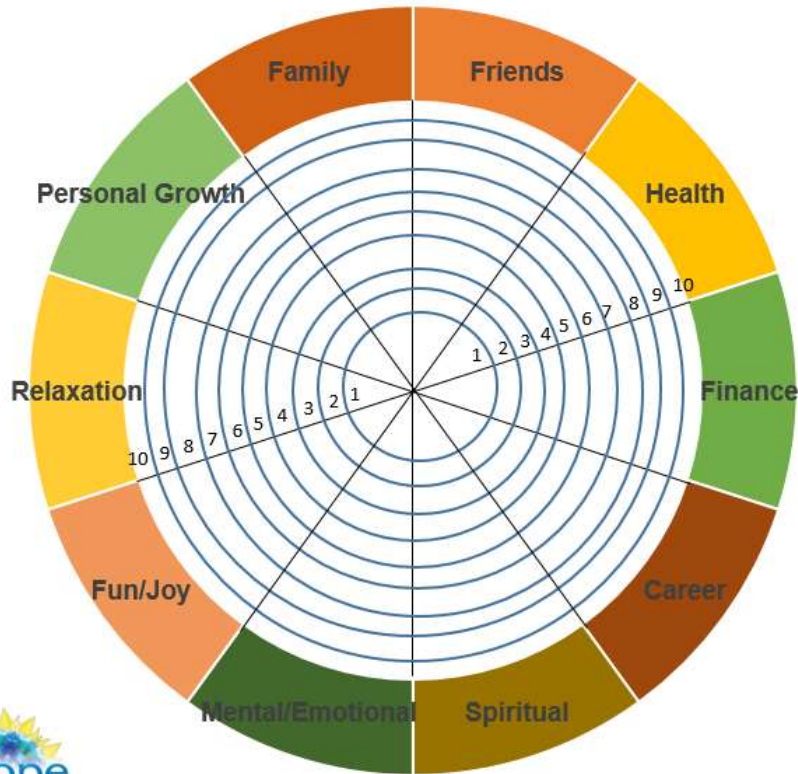 Family
Friends
Personal Growth
Health
10
9
8
7
6
5
4
3
2
1
Relaxation
Finance
1
2
3
4
5
6
7
8
9
10
Fun/Joy
Career
Mental/Emotional
Spiritual